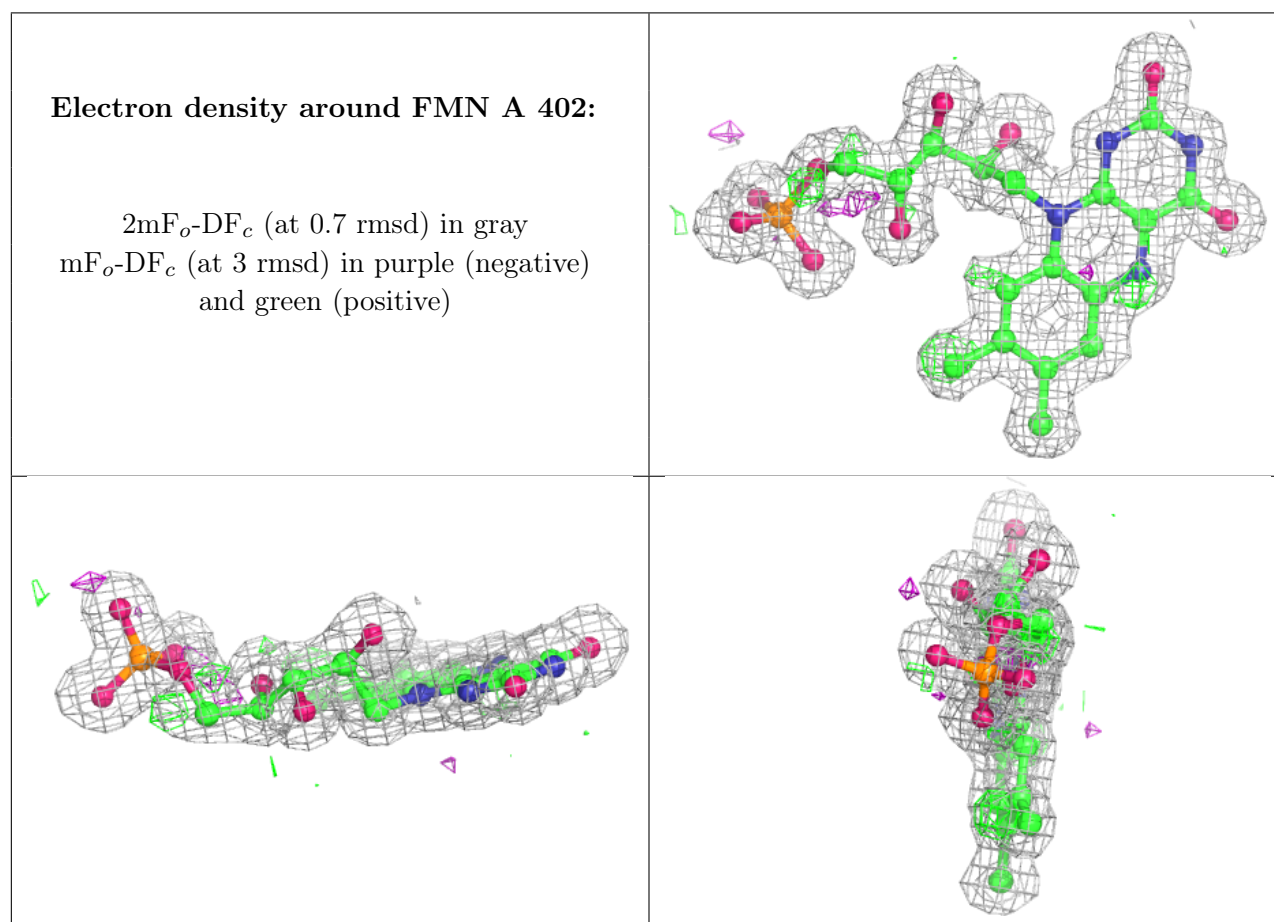 Electron density around FMN A 402:
2mFo-DFc (at 0.7 rmsd) in gray
mFo-DFc (at 3 rmsd) in purple (negative)
and green (positive)